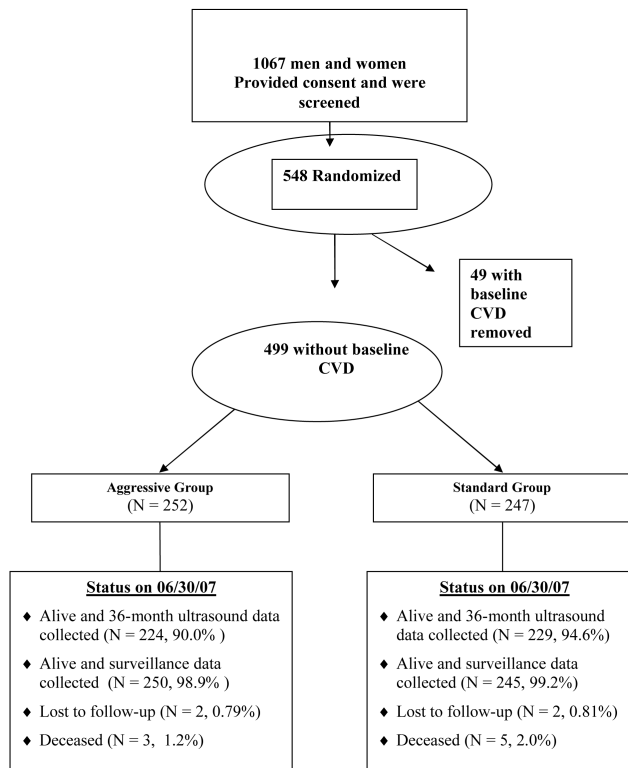 1067 men and women
Provided consent and were
screened
548 Randomized
49 with
baseline
CVD
removed
499 without baseline
CVD
Aggressive Group
(N = 252)
Standard Group
(N = 247)
Status on 06/30/07
♦ Alive and 36-month ultrasound data
collected (N = 224, 90.0% )
♦ Alive and surveillance data
collected (N = 250, 98.9% )
♦ Lost to follow-up (N = 2, 0.79%)
♦ Deceased (N = 3, 1.2%)
Status on 06/30/07
♦ Alive and 36-month ultrasound
data collected (N = 229, 94.6%)
♦ Alive and surveillance data
collected (N = 245, 99.2%)
♦ Lost to follow-up (N = 2, 0.81%)
♦ Deceased (N = 5, 2.0%)